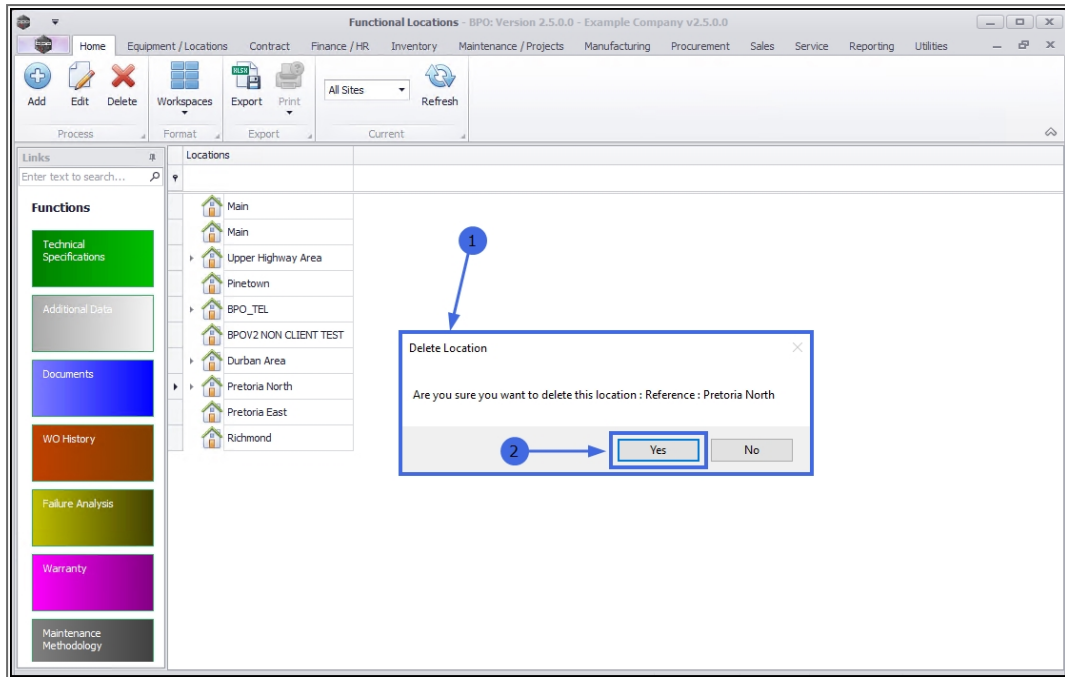 Functional Locations - BPO: Version 2.5.0.0 - Example Company v2.5.0.0
Home Equipment / Locations Contract Finance / HR Inventory Maintenance / Projects Manufacturing Procurement Sales Service Reporting Utilities
Add Edit Delete Workspaces Export Print All Sites Refresh
Process Format Export Current
Links
Enter text to search...
Functions
Technical
Specifications
Additional Data
Documents
WO History
Failure Analysis
Warranty
Maintenance
Methodology
Locations
Main
Main
Upper Highway Area
Pinetown
BPO_TEL
BPOV2 NON CLIENT TEST
Durban Area
Pretoria North
Pretoria East
Richmond
1
Delete Location
Are you sure you want to delete this location : Reference : Pretoria North
2
Yes No